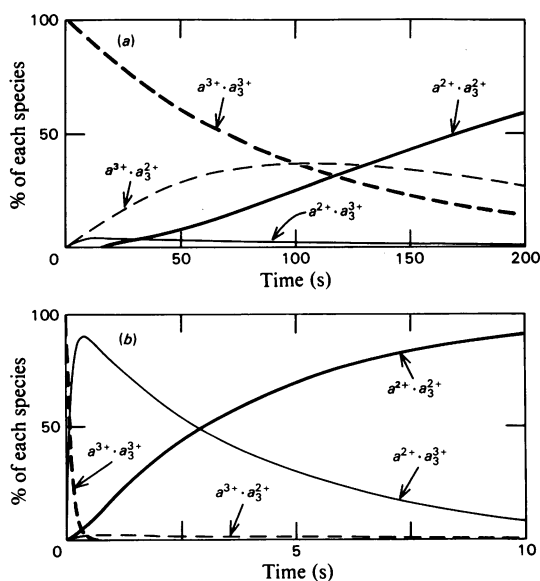 100
(a)
a³⁺·a₃³⁺
a²⁺·a₃²⁺
% of each species
50
a³⁺·a₃²⁺
a²⁺·a₃³⁺
0
50
100
150
200
Time (s)
100
(b)
% of each species
a²⁺·a₃²⁺
50
a³⁺·a₃³⁺
a²⁺·a₃³⁺
a³⁺·a₃²⁺
0
5
10
Time (s)